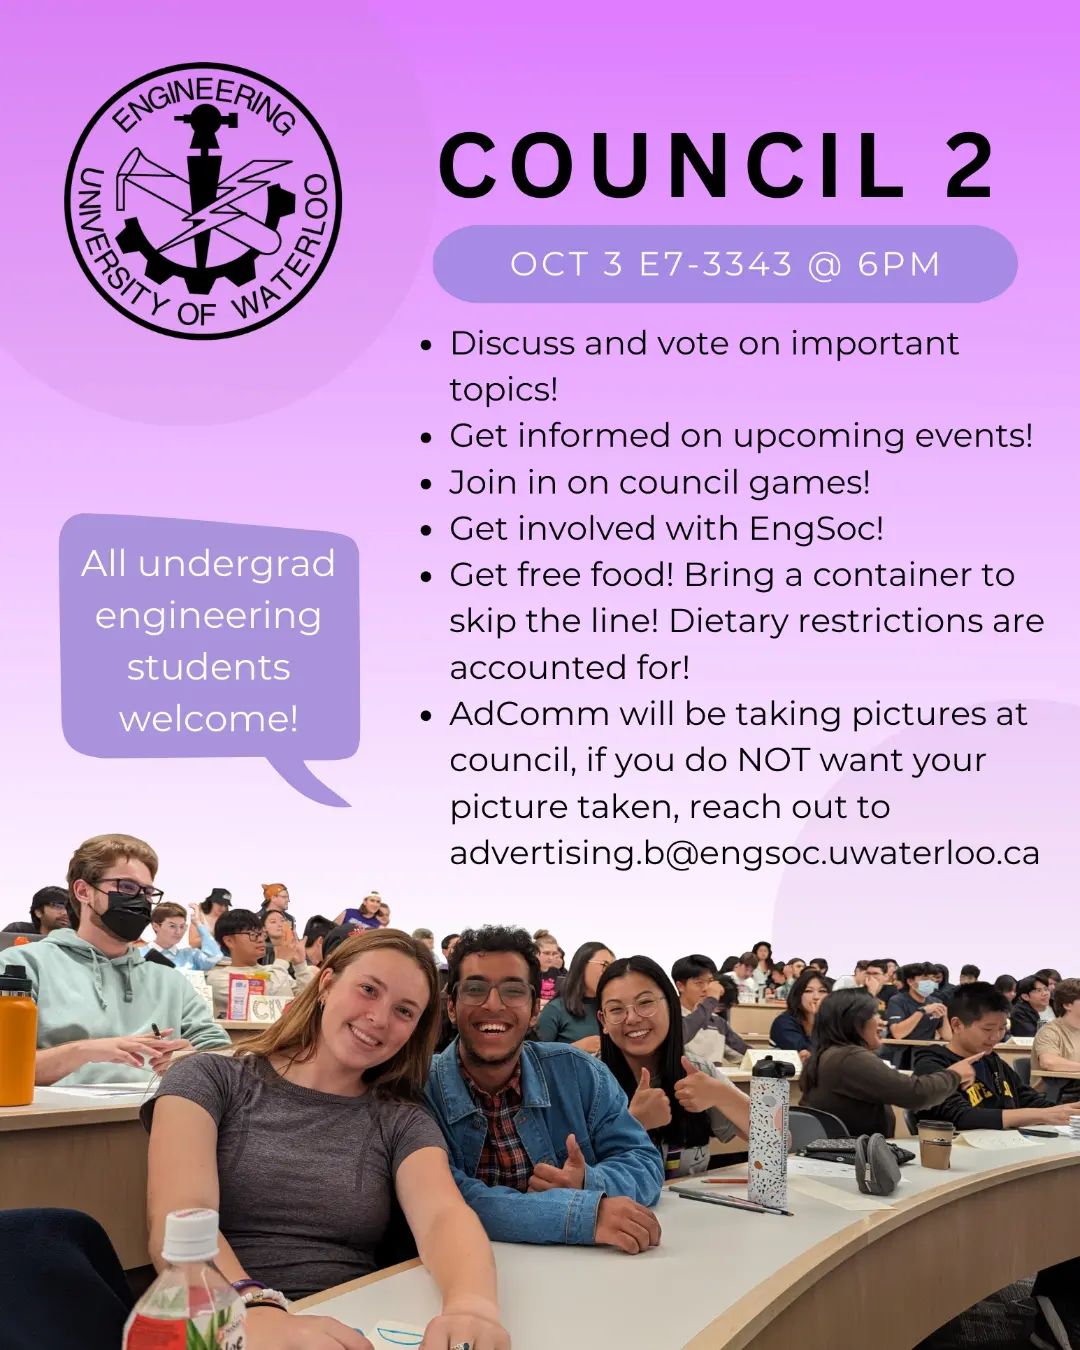 ENGINEERING
UNIVERSITY OF WATERLOO
COUNCIL 2
OCT 3 E7-3343 @ 6PM
• Discuss and vote on important
topics!
• Get informed on upcoming events!
• Join in on council games!
• Get involved with EngSoc!
• Get free food! Bring a container to
skip the line! Dietary restrictions are
accounted for!
• AdComm will be taking pictures at
council, if you do NOT want your
picture taken, reach out to
advertising.b@engsoc.uwaterloo.ca
All undergrad
engineering
students
welcome!